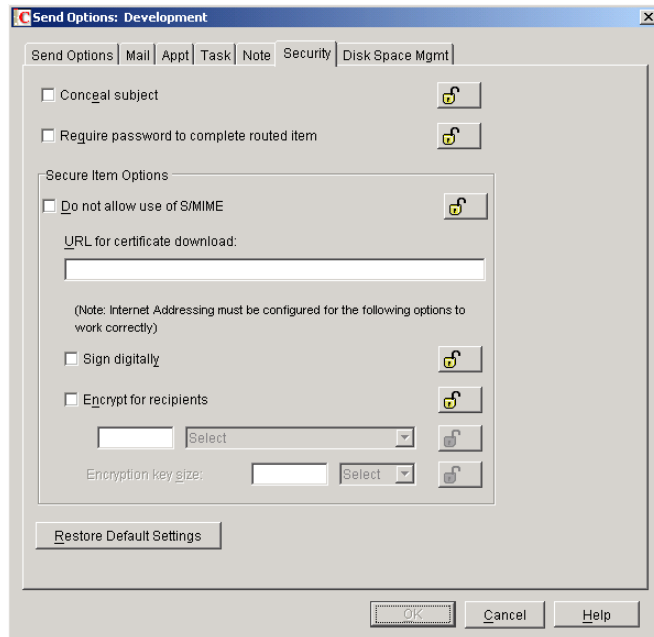 Send Options: Development
Send Options Mail Appt Task Note Security Disk Space Mgmt
Conceal subject
Require password to complete routed item
Secure Item Options
Do not allow use of S/MIME
URL for certificate download:
(Note: Internet Addressing must be configured for the following options to
work correctly)
Sign digitally
Encrypt for recipients
Select
Encryption key size: Select
Restore Default Settings
OK Cancel Help